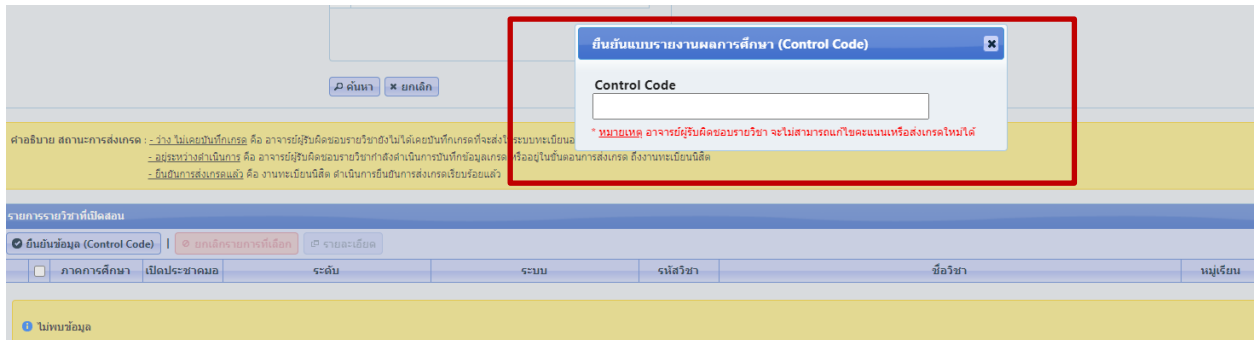 ยืนยันแบบรายงานผลการศึกษา (Control Code)
Control Code
* หมายเหตุ อาจารย์ผู้รับผิดชอบรายวิชา จะไม่สามารถแก้ไขคะแนนเหรือส่งเกรดใหม่ได้
ค้นหา ยกเลิก
คำอธิบาย สถานะการส่งเกรด : - ว่าง ไม่เคยบันทึกเกรด คือ อาจารย์ผู้รับผิดชอบรายวิชายังไม่ได้เคยบันทึกเกรดที่จะส่งในระบบทะเบียน
- อยู่ระหว่างดำเนินการ คือ อาจารย์ผู้รับผิดชอบรายวิชากำลังดำเนินการบันทึกข้อมูลเกรด หรืออยู่ในขั้นตอนการส่งเกรด ถึงงานทะเบียนนิสิต
- ยืนยันการส่งเกรดแล้ว คือ งานทะเบียนนิสิต ดำเนินการยืนยันการส่งเกรดเรียบร้อยแล้ว
รายการรายวิชาที่เปิดสอน
ยืนยันข้อมูล (Control Code) | ยกเลิกรายการที่เลือก รายละเอียด
ภาคการศึกษา เปิดประชาคมอ ระดับ ระบบ รหัสวิชา ชื่อวิชา หมู่เรียน
ไม่พบข้อมูล